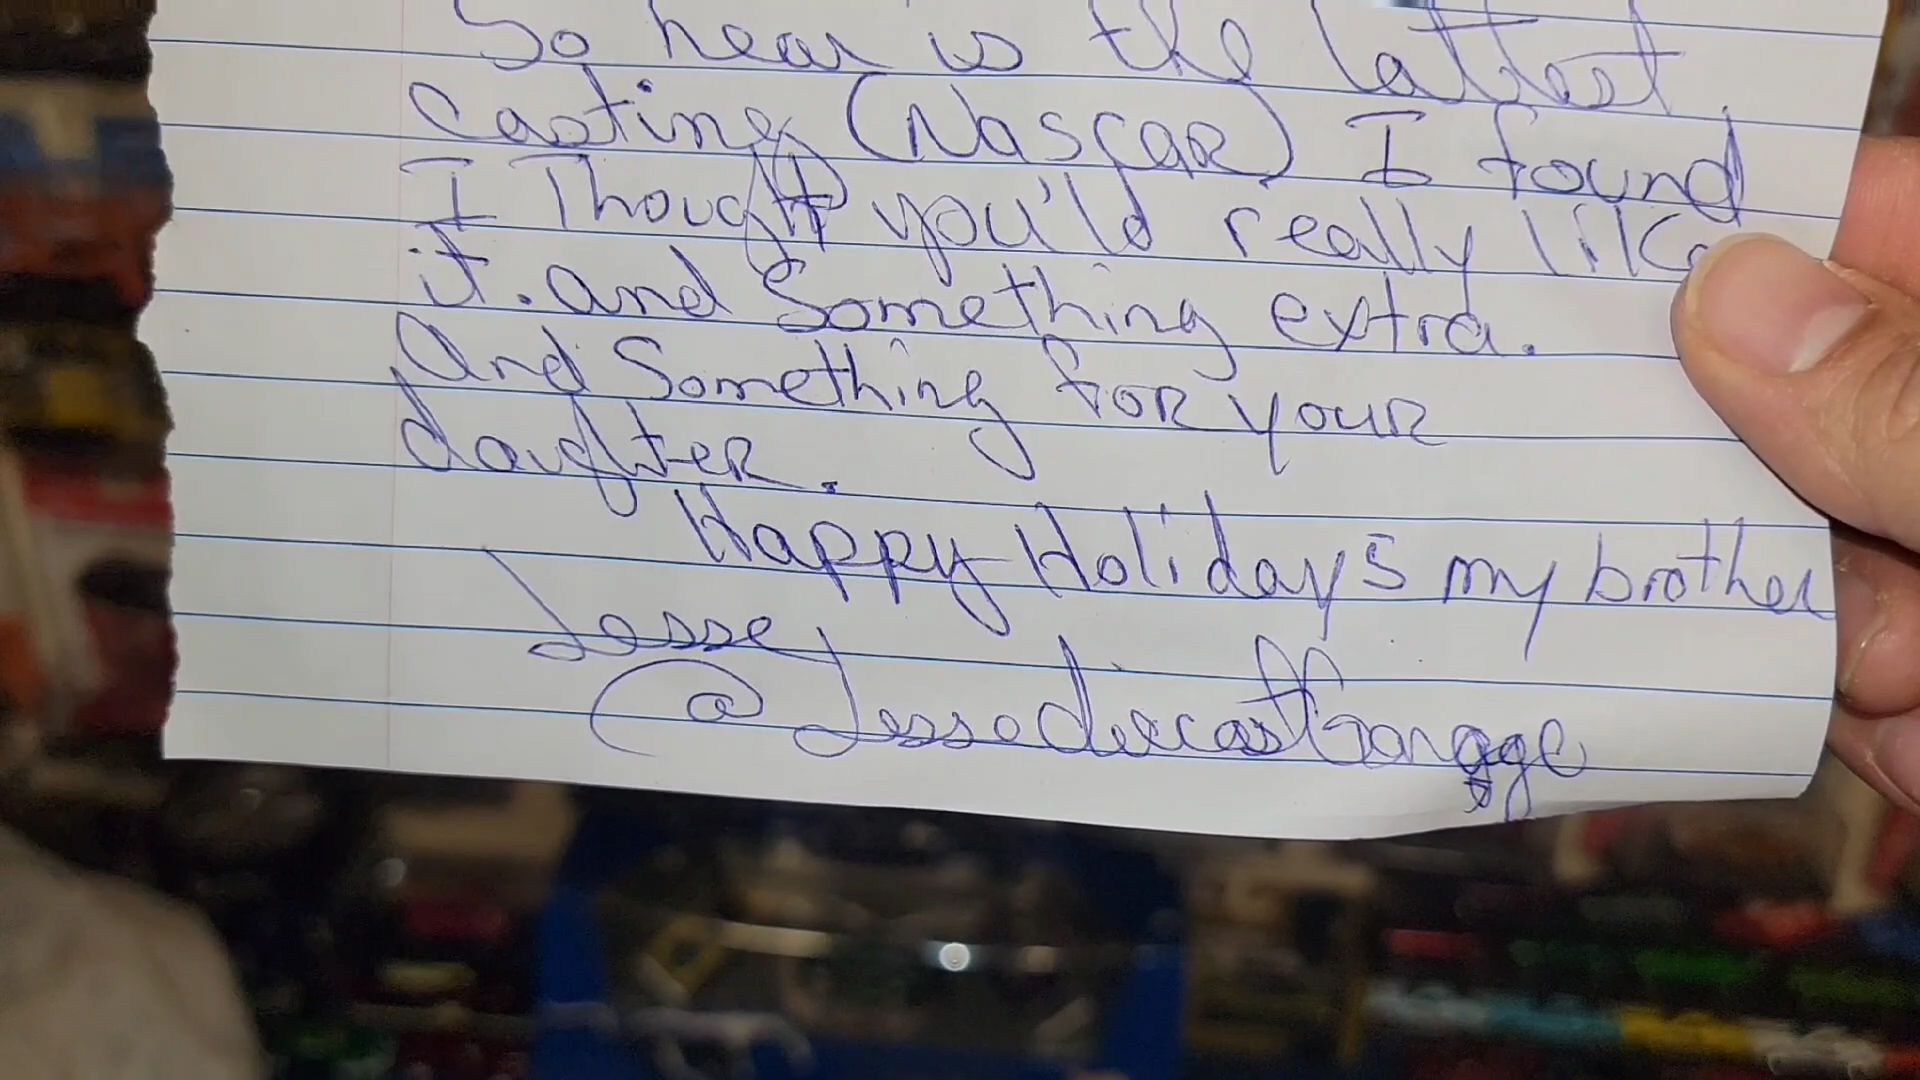 So hear is the lattest
casting (Nascar) I found
I Thought you'ld really like
it. and Something extra.
And Something for your
daughter.
Happy Holidays my brother
Jesse
@JessediecastGarage